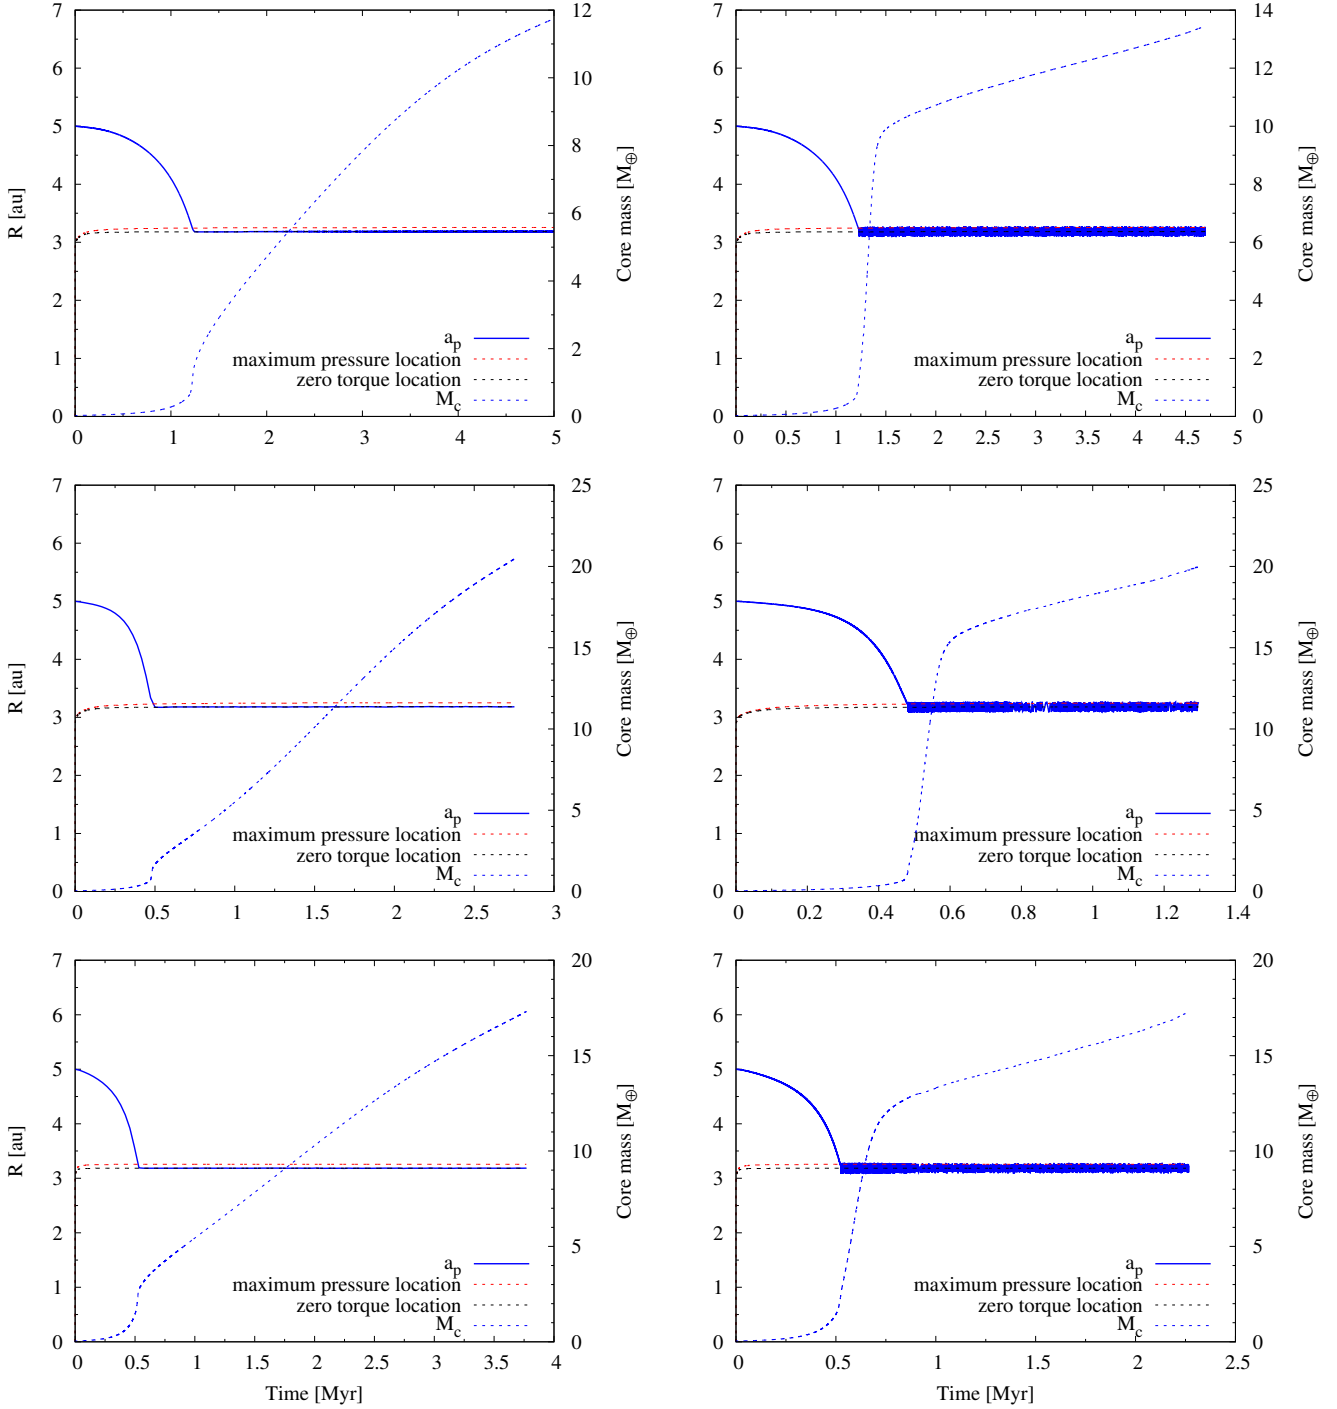 7
6
5
4
3
2
1
0
R [au]
12
10
8
6
4
2
0
Core mass [M⊕]
a_p
maximum pressure location
zero torque location
M_c
0 1 2 3 4 5
7
6
5
4
3
2
1
0
14
12
10
8
6
4
2
0
Core mass [M⊕]
a_p
maximum pressure location
zero torque location
M_c
0 0.5 1 1.5 2 2.5 3 3.5 4 4.5 5
7
6
5
4
3
2
1
0
R [au]
25
20
15
10
5
0
Core mass [M⊕]
a_p
maximum pressure location
zero torque location
M_c
0 0.5 1 1.5 2 2.5 3
7
6
5
4
3
2
1
0
25
20
15
10
5
0
Core mass [M⊕]
a_p
maximum pressure location
zero torque location
M_c
0 0.2 0.4 0.6 0.8 1 1.2 1.4
7
6
5
4
3
2
1
0
R [au]
20
15
10
5
0
Core mass [M⊕]
a_p
maximum pressure location
zero torque location
M_c
0 0.5 1 1.5 2 2.5 3 3.5 4
Time [Myr]
7
6
5
4
3
2
1
0
20
15
10
5
0
Core mass [M⊕]
a_p
maximum pressure location
zero torque location
M_c
0 0.5 1 1.5 2 2.5
Time [Myr]